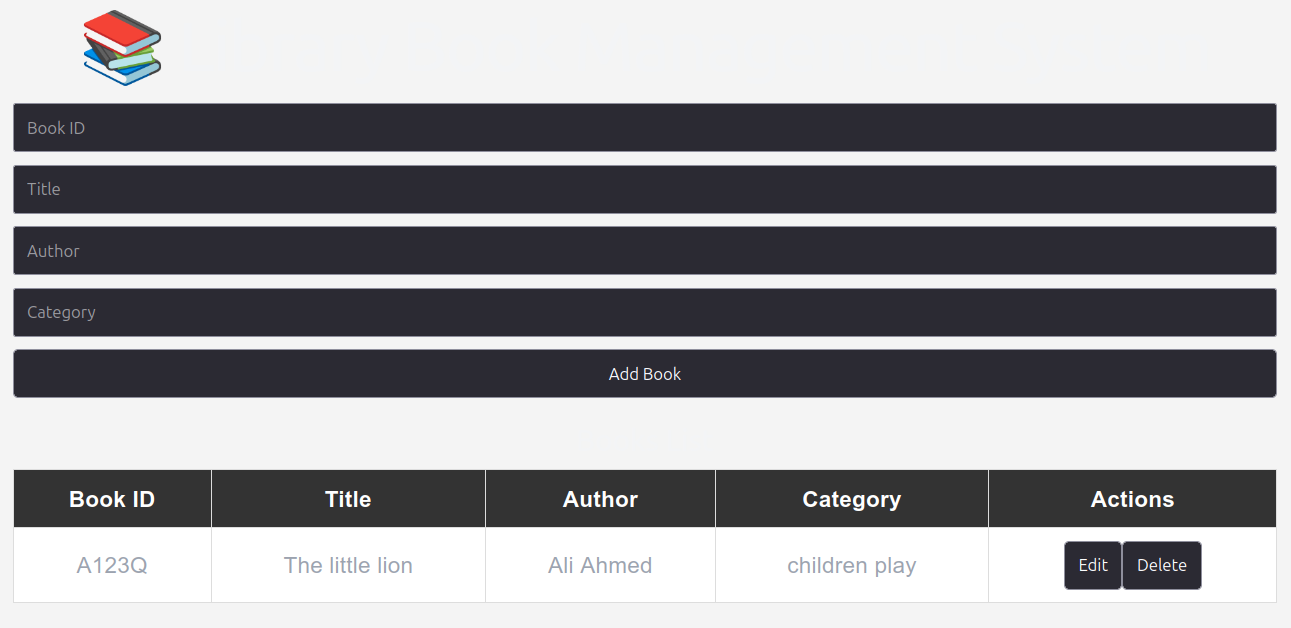 Book ID
Title
Author
Category
Add Book
Book ID Title Author Category Actions
A123Q The little lion Ali Ahmed children play Edit Delete